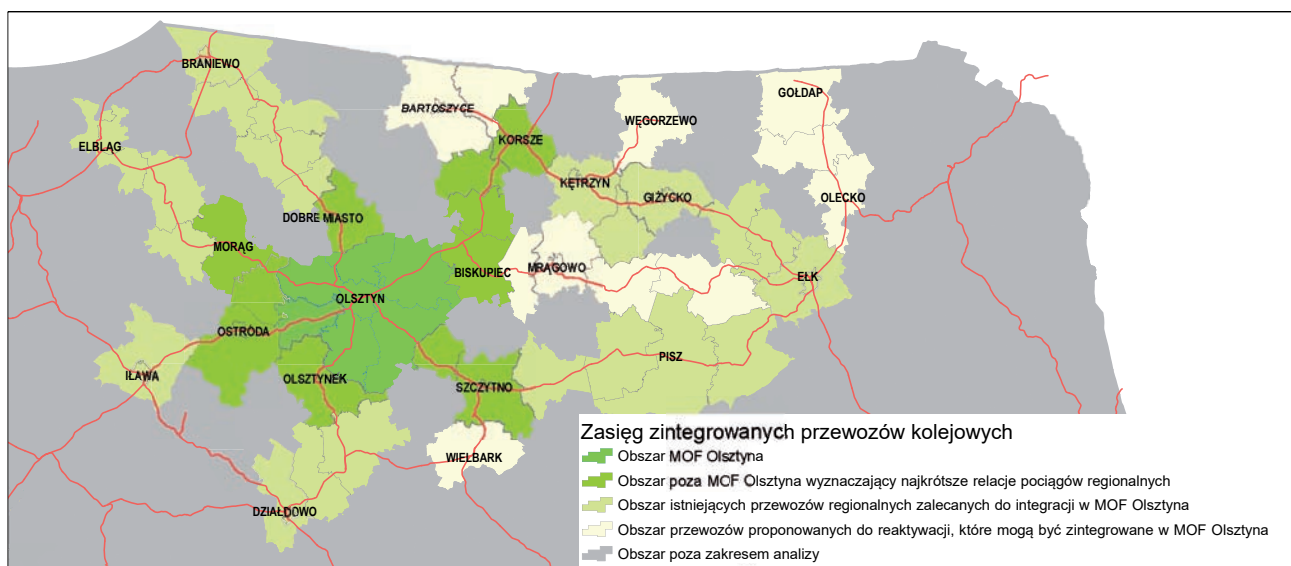 BRANIEWO
GOŁDAP
BARTOSZYCE
WĘGORZEWO
KORSZE
ELBLĄG
KĘTRZYN
GIŻYCKO
OLECKO
DOBRE MIASTO
MORĄG
BISKUPIEC
MRĄGOWO
EŁK
OLSZTYN
OSTRÓDA
PISZ
IŁAWA
OLSZTYNEK
SZCZYTNO
WIELBARK
DZIAŁDOWO
Zasięg zintegrowanych przewozów kolejowych
Obszar MOF Olsztyna
Obszar poza MOF Olsztyna wyznaczający najkrótsze relacje pociągów regionalnych
Obszar istniejących przewozów regionalnych zalecanych do integracji w MOF Olsztyna
Obszar przewozów proponowanych do reaktywacji, które mogą być zintegrowane w MOF Olsztyna
Obszar poza zakresem analizy